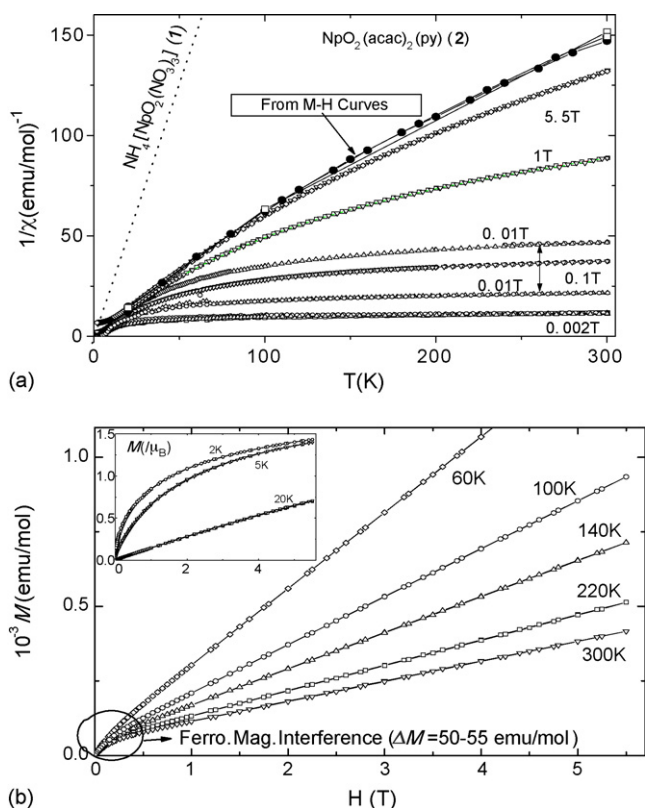 150
100
50
0
1/χ(emu/mol)⁻¹
NH₄[NpO₂(NO₃)₃] (1)
NpO₂(acac)₂(py) (2)
From M-H Curves
5.5T
1T
0.01T
0.1T
0.01T
0.002T
0 100 200 300
T(K)
(a)
1.0
0.5
0.0
10⁻³ M (emu/mol)
1.5
1.0
0.5
0.0
M(/μB)
2K
5K
20K
0 2 4
60K
100K
140K
220K
300K
Ferro.Mag.Interference (ΔM=50-55 emu/mol)
0 1 2 3 4 5
H (T)
(b)